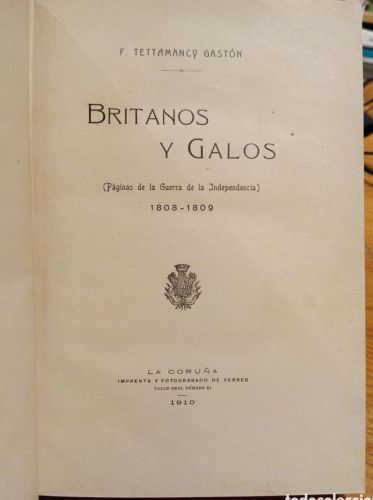 F. TETTAMANCY GASTÓN
BRITANOS
Y GALOS
(Páginas de la Guerra de la Independencia)
1808-1809
LA CORUÑA
IMPRENTA Y FOTOGRABADO DE FERRER
CALLE REAL NÚMERO 61
1910
todocoleccion